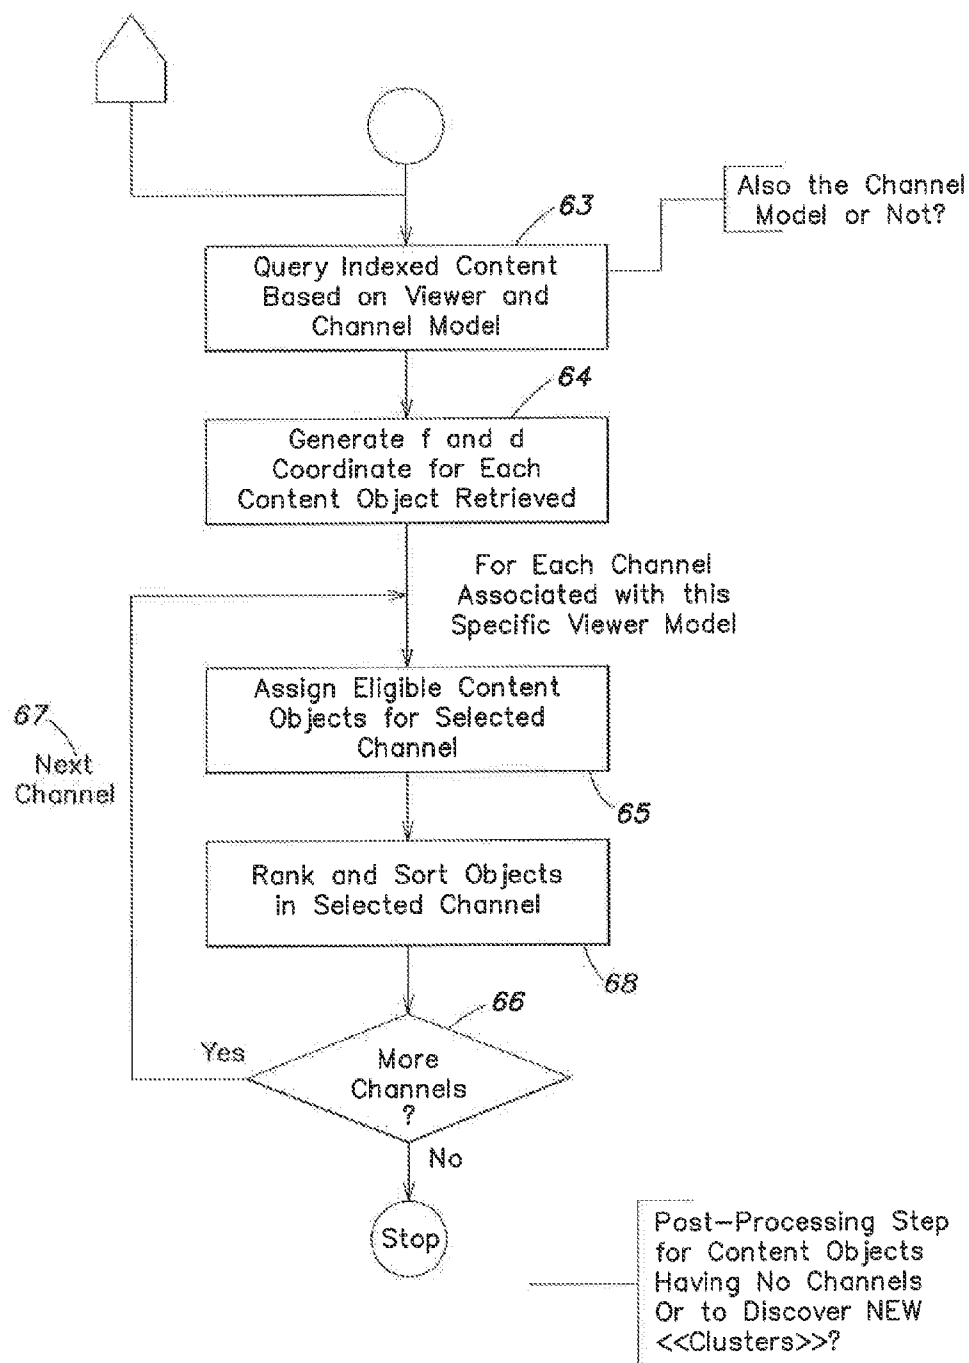 63
Also the Channel
Model or Not?
Query Indexed Content
Based on Viewer and
Channel Model
64
Generate f and d
Coordinate for Each
Content Object Retrieved
For Each Channel
Associated with this
Specific Viewer Model
Assign Eligible Content
Objects for Selected
Channel
67
Next
Channel
65
Rank and Sort Objects
in Selected Channel
68
66
Yes
More
Channels
?
No
Stop
Post-Processing Step
for Content Objects
Having No Channels
Or to Discover NEW
<<Clusters>>?